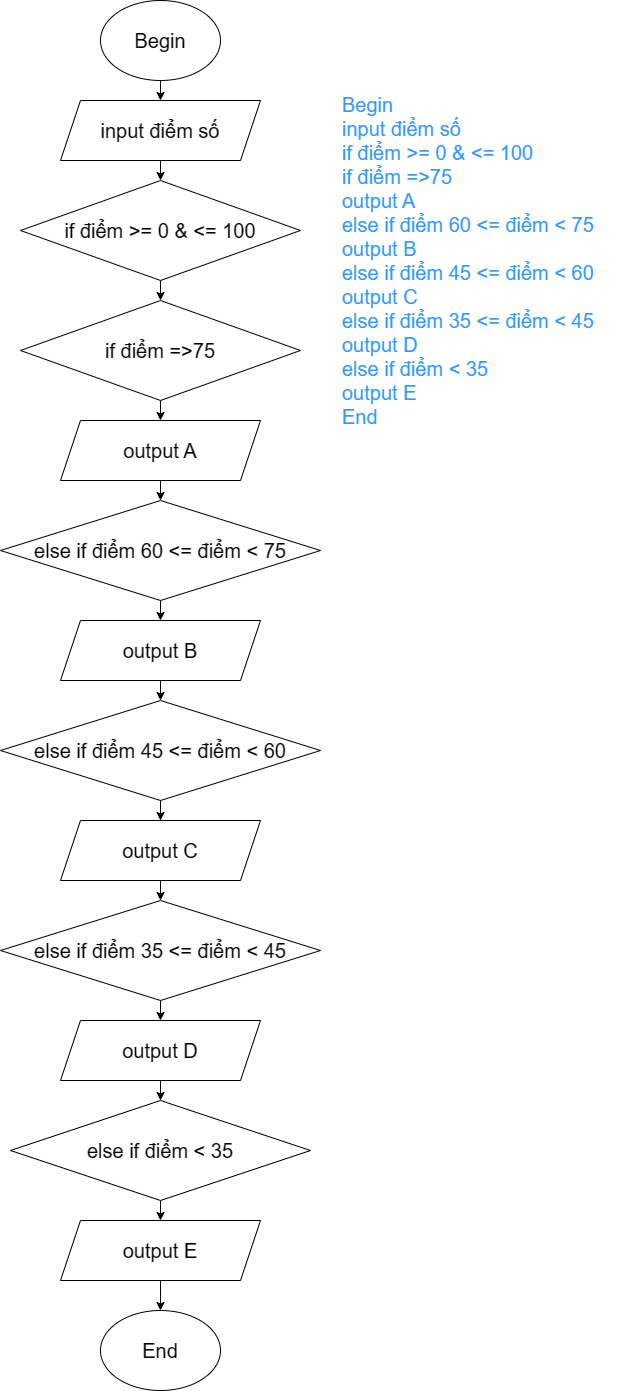 Begin
input điểm số
if điểm >= 0 & <= 100
if điểm =>75
output A
else if điểm 60 <= điểm < 75
output B
else if điểm 45 <= điểm < 60
output C
else if điểm 35 <= điểm < 45
output D
else if điểm < 35
output E
End
Begin
input điểm số
if điểm >= 0 & <= 100
if điểm =>75
output A
else if điểm 60 <= điểm < 75
output B
else if điểm 45 <= điểm < 60
output C
else if điểm 35 <= điểm < 45
output D
else if điểm < 35
output E
End